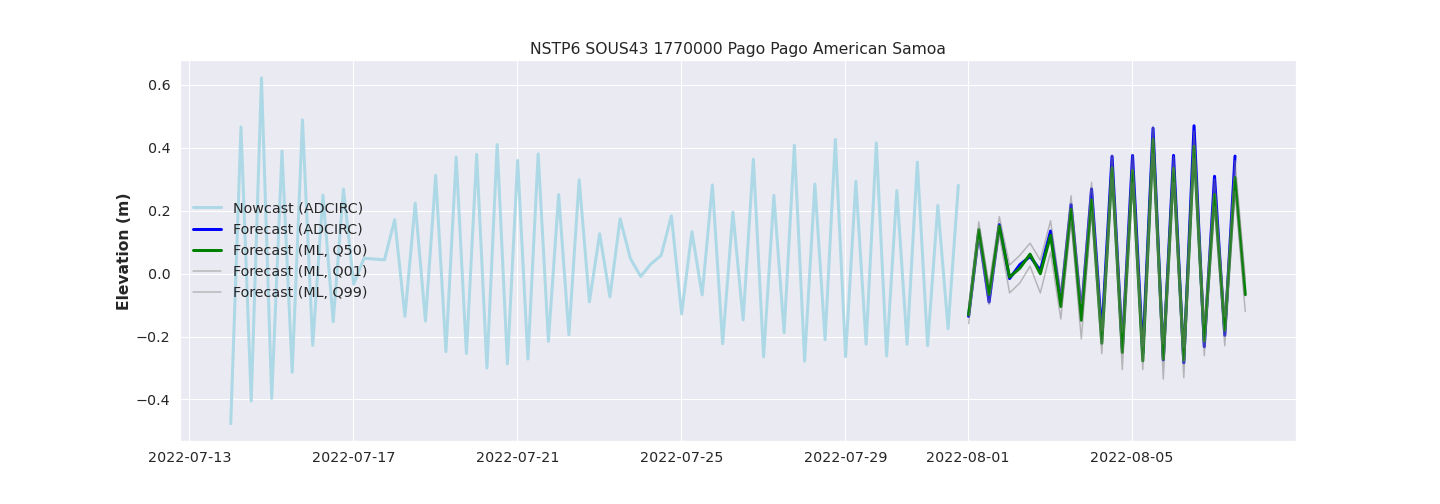 NSTP6 SOUS43 1770000 Pago Pago American Samoa
Elevation (m)
0.6
0.4
0.2
0.0
−0.2
−0.4
Nowcast (ADCIRC)
Forecast (ADCIRC)
Forecast (ML, Q50)
Forecast (ML, Q01)
Forecast (ML, Q99)
2022-07-13 2022-07-17 2022-07-21 2022-07-25 2022-07-29 2022-08-01 2022-08-05